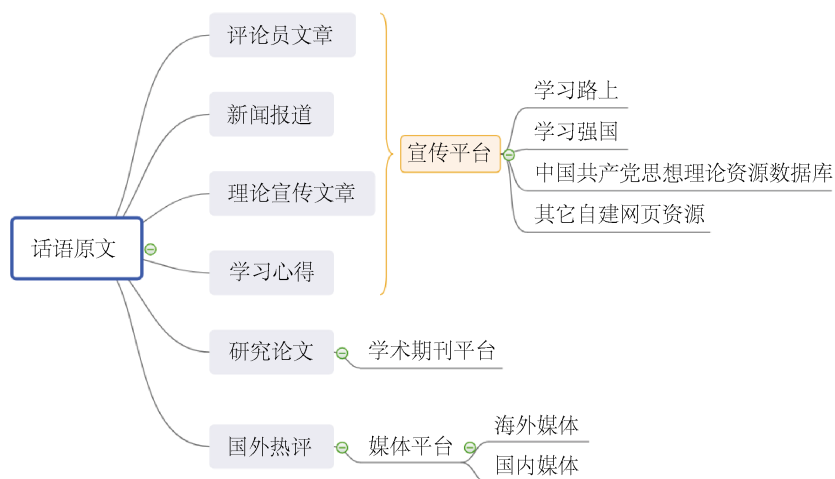 话语原文
评论员文章
新闻报道
理论宣传文章
学习心得
宣传平台
学习路上
学习强国
中国共产党思想理论资源数据库
其它自建网页资源
研究论文
学术期刊平台
国外热评
媒体平台
海外媒体
国内媒体